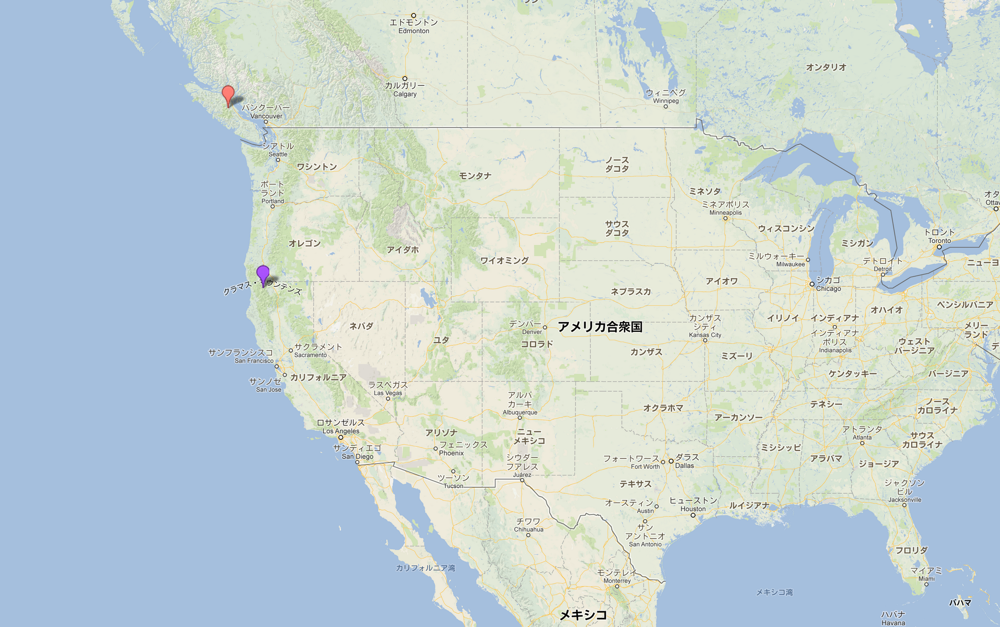 エドモントン
Edmonton
オンタリオ
カルガリー
Calgary
ウィニペグ
Winnipeg
バンクーバー
Vancouver
シアトル
Seattle
ワシントン
モンタナ
ノース
ダコタ
ポート
ランド
Portland
ミネソタ
ミネアポリス
Minneapolis
オタ
Ottaw
オレゴン
アイダホ
ワイオミング
サウス
ダコタ
ウィスコンシン
ミルウォーキー
Milwaukee
ミシガン
トロント
Toronto
デトロイト
Detroit
ニューヨ
クラマス・マウンテンズ
ネブラスカ
アイオワ
シカゴ
Chicago
ペンシルバニア
オハイオ
ネバダ
ユタ
デンバー
Denver
コロラド
アメリカ合衆国
カンザス
シティ
Kansas City
イリノイ
インディアナ
インディアナ
ポリス
Indianapolis
メリー
ランド
デ
ウェスト
バージニア
サクラメント
Sacramento
サンフランシスコ
San Francisco
サンノゼ
San Jose
カリフォルニア
カンザス
ミズーリ
ケンタッキー
バージニア
ラスベガス
Las Vegas
アルバ
カーキ
Albuquerque
オクラホマ
アーカンソー
テネシー
ノース
カロライナ
ロサンゼルス
Los Angeles
サンディエゴ
San Diego
アリゾナ
フェニックス
Phoenix
ニュー
メキシコ
アトランタ
Atlanta
サウス
カロライナ
ミシシッピ
アラバマ
ジョージア
シウダー
フアレス
Juárez
フォートワース
Fort Worth
ダラス
Dallas
ツーソン
Tucson
テキサス
ジャクソン
ビル
Jacksonville
オースティン
Austin
ヒューストン
Houston
ルイジアナ
チワワ
Chihuahua
サン
アントニオ
San Antonio
フロリダ
カリフォルニア湾
モンテレイ
Monterrey
マイアミ
Miami
メキシコ湾
バハマ
メキシコ
ハバナ
Havana